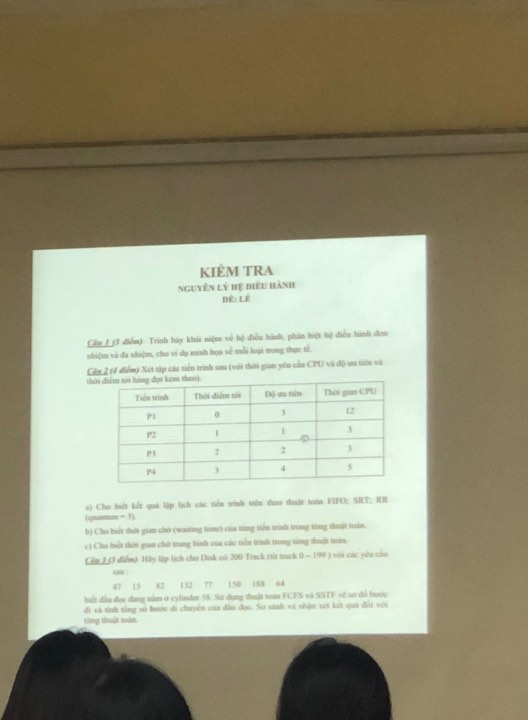 KIỂM TRA
NGUYÊN LÝ HỆ ĐIỀU HÀNH
ĐỀ: LẺ
Câu 1 (3 điểm) Trình bày khái niệm về hệ điều hành, phân biệt hệ điều hành đơn
nhiệm và đa nhiệm, cho ví dụ minh họa về mỗi loại trong thực tế.
Câu 2 (4 điểm) Xét tập các tiến trình sau (với thời gian yêu cầu CPU và độ ưu tiên và
thời điểm tới hàng đợi kèm theo).
Tiến trình Thời điểm tới Độ ưu tiên Thời gian CPU
P1 0 3 12
P2 1 1
P3 2 2 3
P4 3 4 5
a) Cho biết kết quả lập lịch các tiến trình trên theo thuật toán FIFO; SRT; RR
(quantum = 3).
b) Cho biết thời gian chờ (waiting time) của từng tiến trình trong từng thuật toán.
c) Cho biết thời gian chờ trung bình của các tiến trình trong từng thuật toán.
Câu 3 (3 điểm) Hãy lập lịch cho Disk có 200 Track (từ track 0 – 199 ) với các yêu cầu
sau :
47 15 82 132 77 150 188 64
biết đầu đọc đang nằm ở cylinder 58. Sử dụng thuật toán FCFS và SSTF vẽ sơ đồ bước
đi và tính tổng số bước di chuyển của đầu đọc. So sánh và nhận xét kết quả đối với
từng thuật toán.